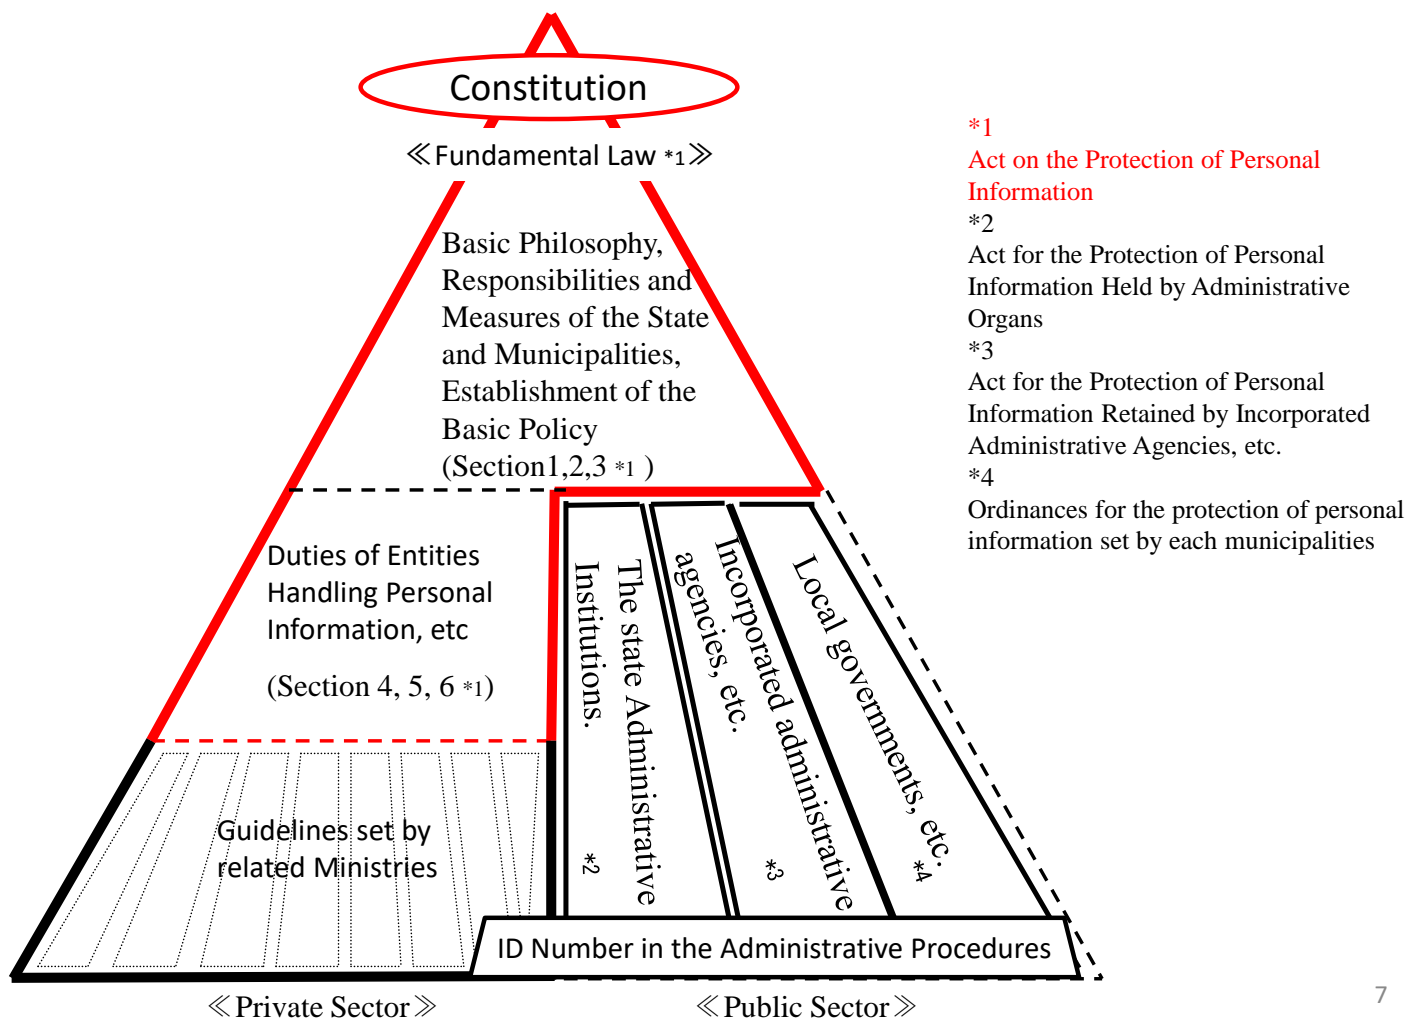 Constitution
≪Fundamental Law *1≫
Basic Philosophy,
Responsibilities and
Measures of the State
and Municipalities,
Establishment of the
Basic Policy
(Section1,2,3 *1 )
Duties of Entities
Handling Personal
Information, etc
(Section 4, 5, 6 *1)
Guidelines set by
related Ministries
The state Administrative
Institutions.
*2
Incorporated administrative
agencies, etc.
*3
Local governments, etc.
*4
ID Number in the Administrative Procedures
≪Private Sector≫
≪Public Sector≫
*1
Act on the Protection of Personal
Information
*2
Act for the Protection of Personal
Information Held by Administrative
Organs
*3
Act for the Protection of Personal
Information Retained by Incorporated
Administrative Agencies, etc.
*4
Ordinances for the protection of personal
information set by each municipalities
7